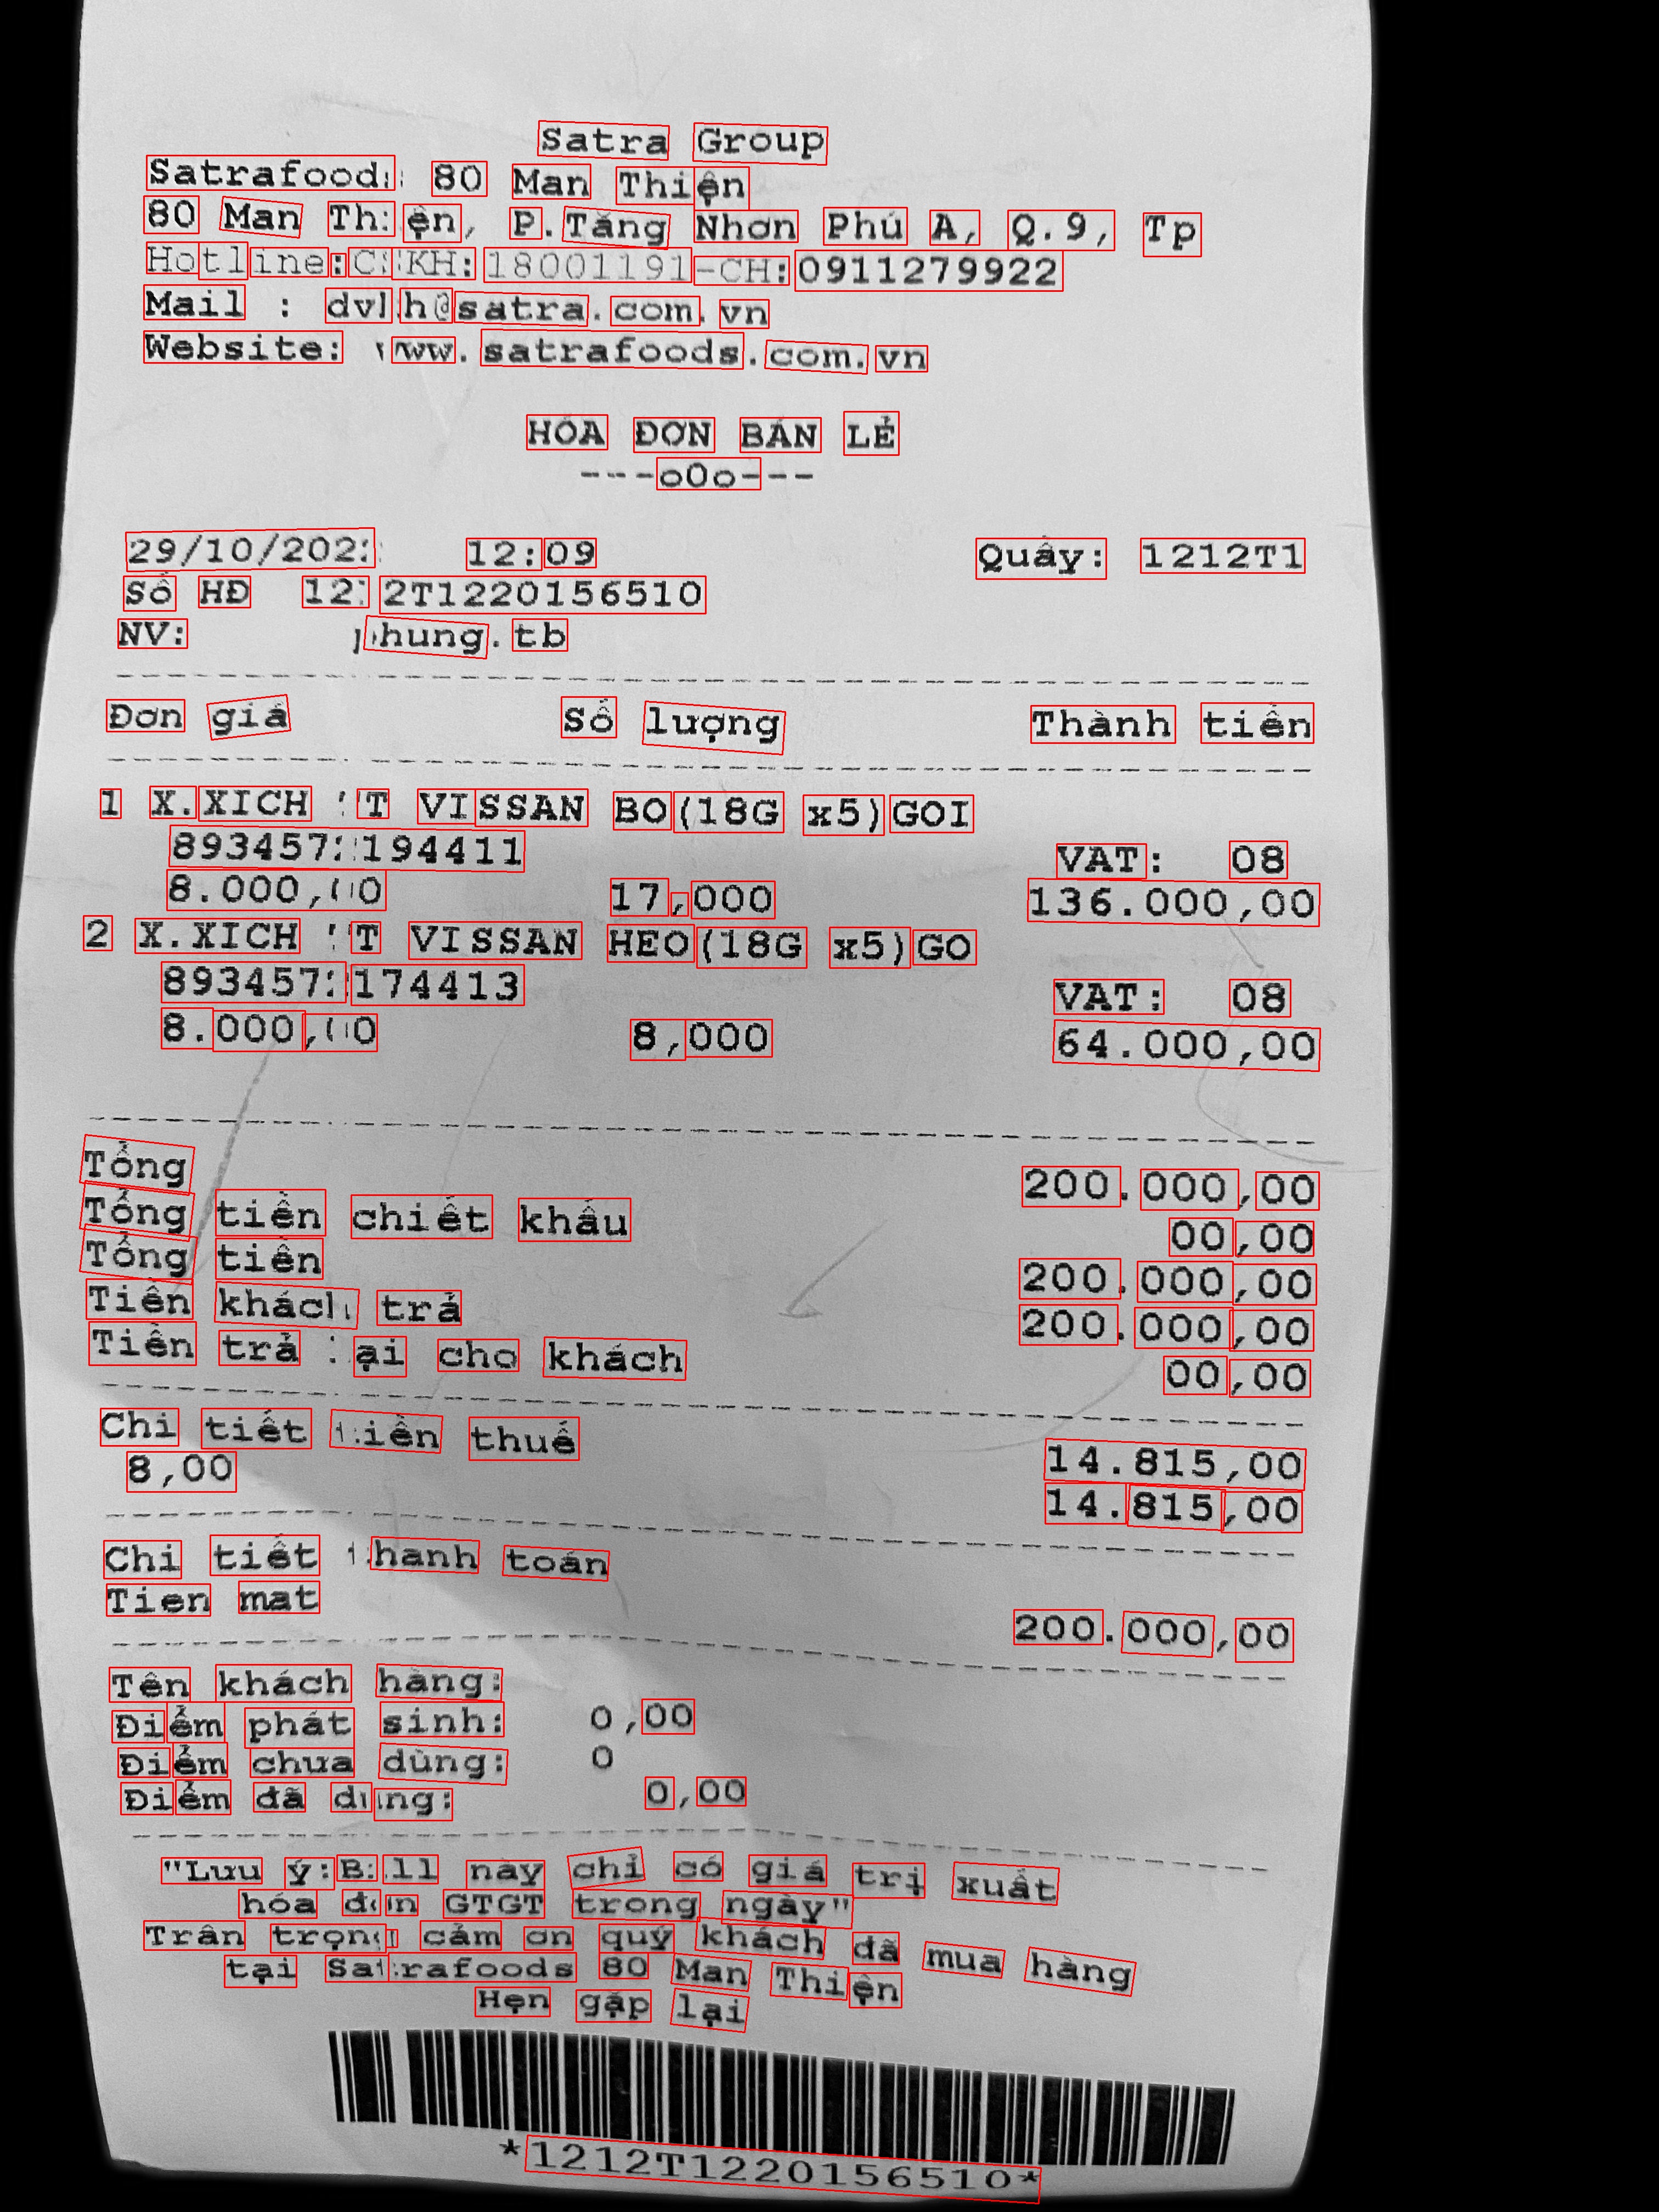 Satra Group
Satrafoods 80 Man Thiện
80 Man Thiện, P.Tăng Nhơn Phú A, Q.9, Tp
Hotline:CSKH:18001191-CH:0911279922
Mail : dvkh@satra.com.vn
Website: www.satrafoods.com.vn
HÓA ĐƠN BÁN LẺ
---oOo---
29/10/202 12:09 Quầy: 1212T1
Số HĐ 1212T1220156510
NV: phung.tb
Đơn giá Số lượng Thành tiền
1 X.XICH TT VISSAN BO(18G x5)GOI
194411 VAT: 08
8.000,00 17,000 136.000,00
2 X.XICH TT VISSAN HEO(18G x5)GO
174413 VAT: 08
8.000,00 8,000 64.000,00
Tổng 200.000,00
Tổng tiền chiết khấu 00,00
Tổng tiền 200.000,00
Tiền khách trả 200.000,00
Tiền trả lại cho khách 00,00
Chi tiết tiền thuế 14.815,00
8,00 14.815,00
Chi tiết thanh toán
Tien mat 200.000,00
Tên khách hàng:
Điểm phát sinh: 0,00
Điểm chưa dùng: 0
Điểm đã dùng: 0,00
"Lưu ý:Bill này chỉ có giá trị xuất
hóa đơn GTGT trong ngày"
Trân trọng cảm ơn quý khách đã mua hàng
tại Satrafoods 80 Man Thiện
Hẹn gặp lại
*1212T1220156510*